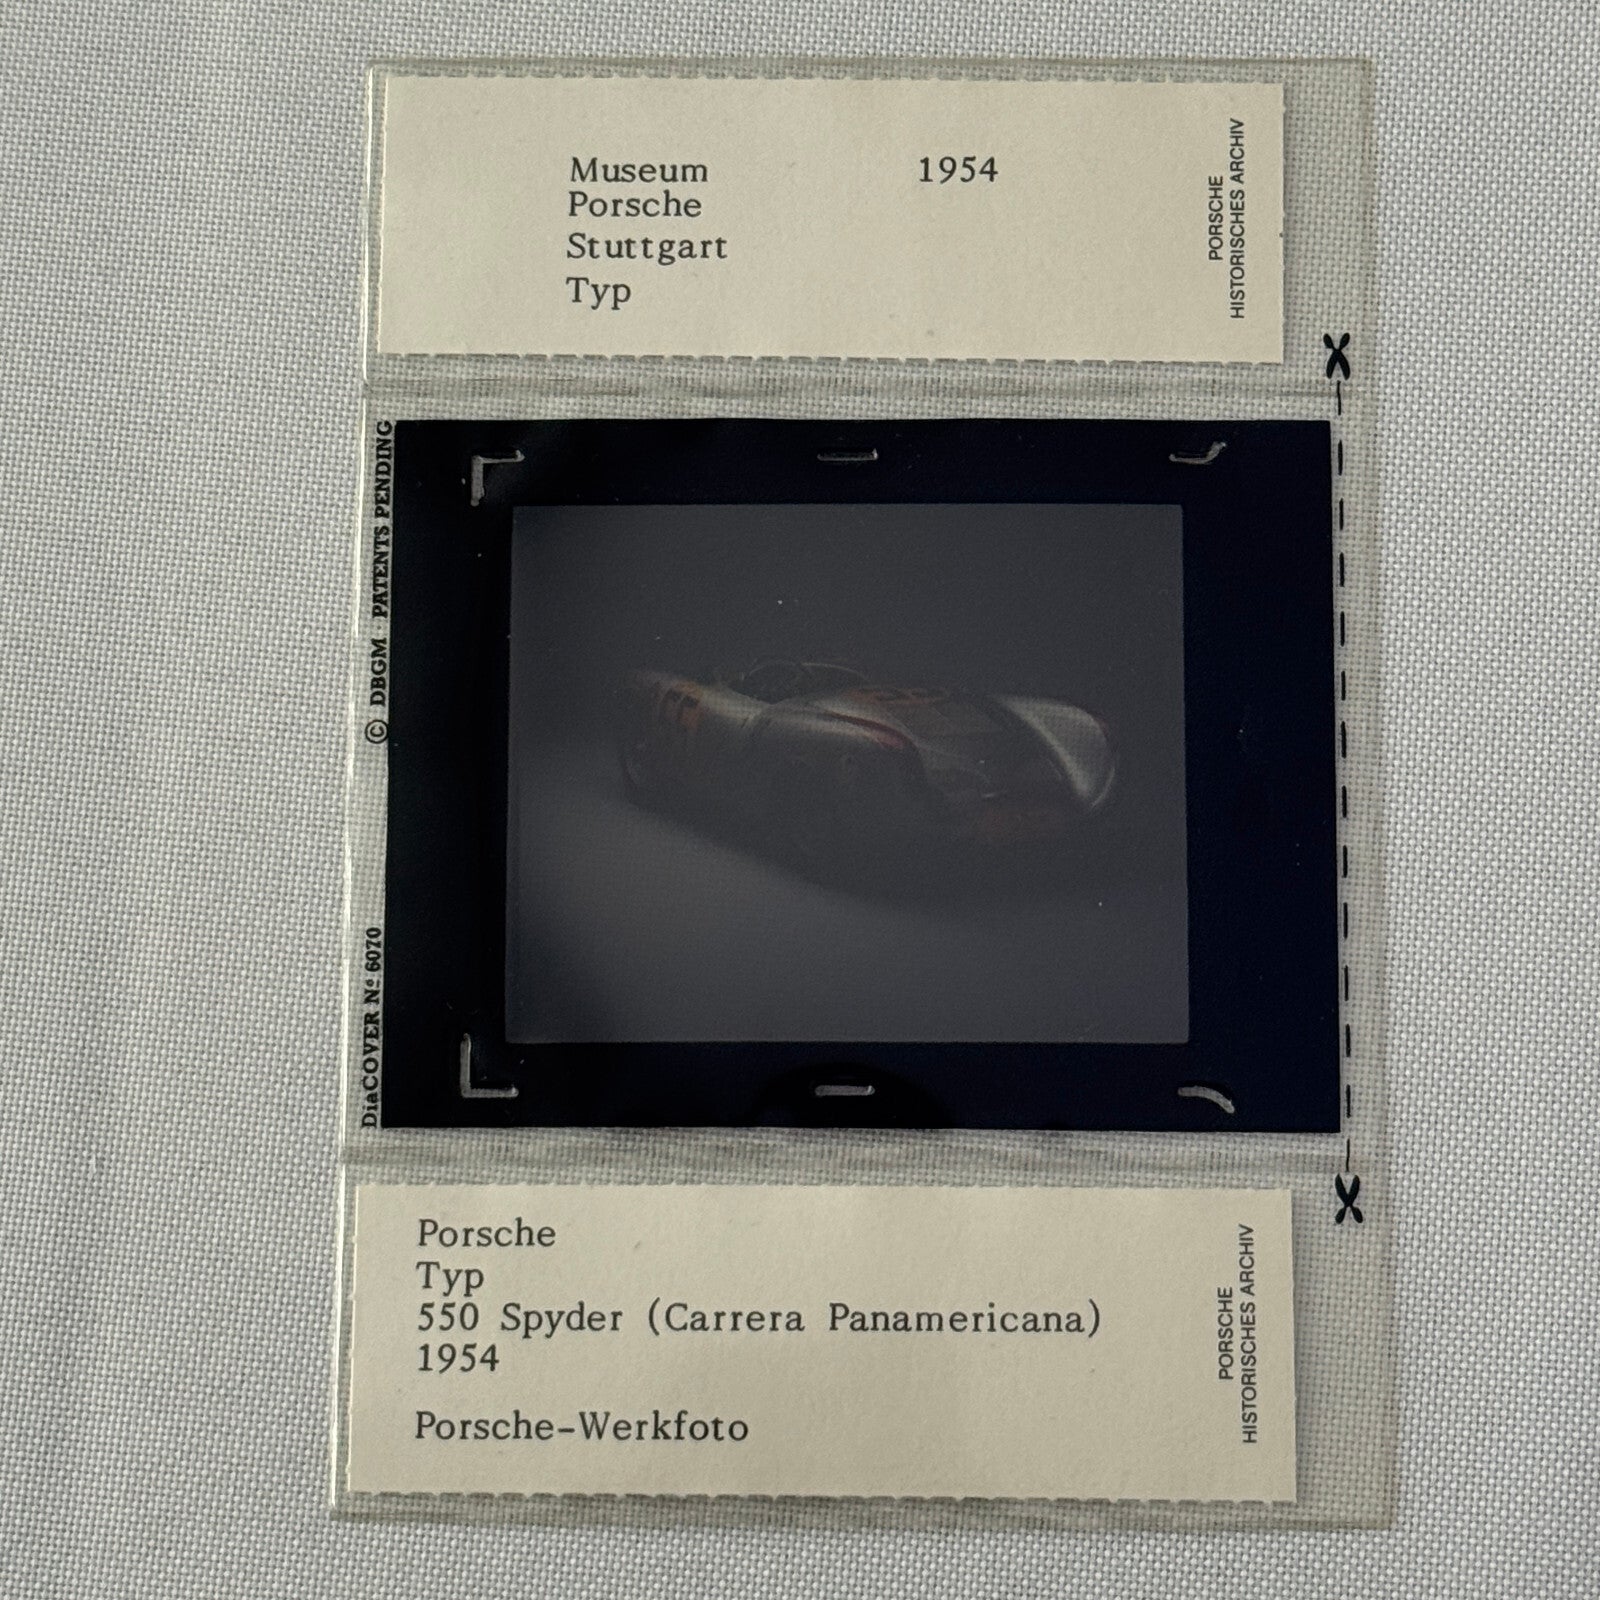 Museum 1954
Porsche
Stuttgart
Typ
PORSCHE
HISTORISCHES ARCHIV
© DBGM PATENTS PENDING
DiaCOVER Nº 6070
Porsche
Typ
550 Spyder (Carrera Panamericana)
1954
Porsche-Werkfoto
PORSCHE
HISTORISCHES ARCHIV